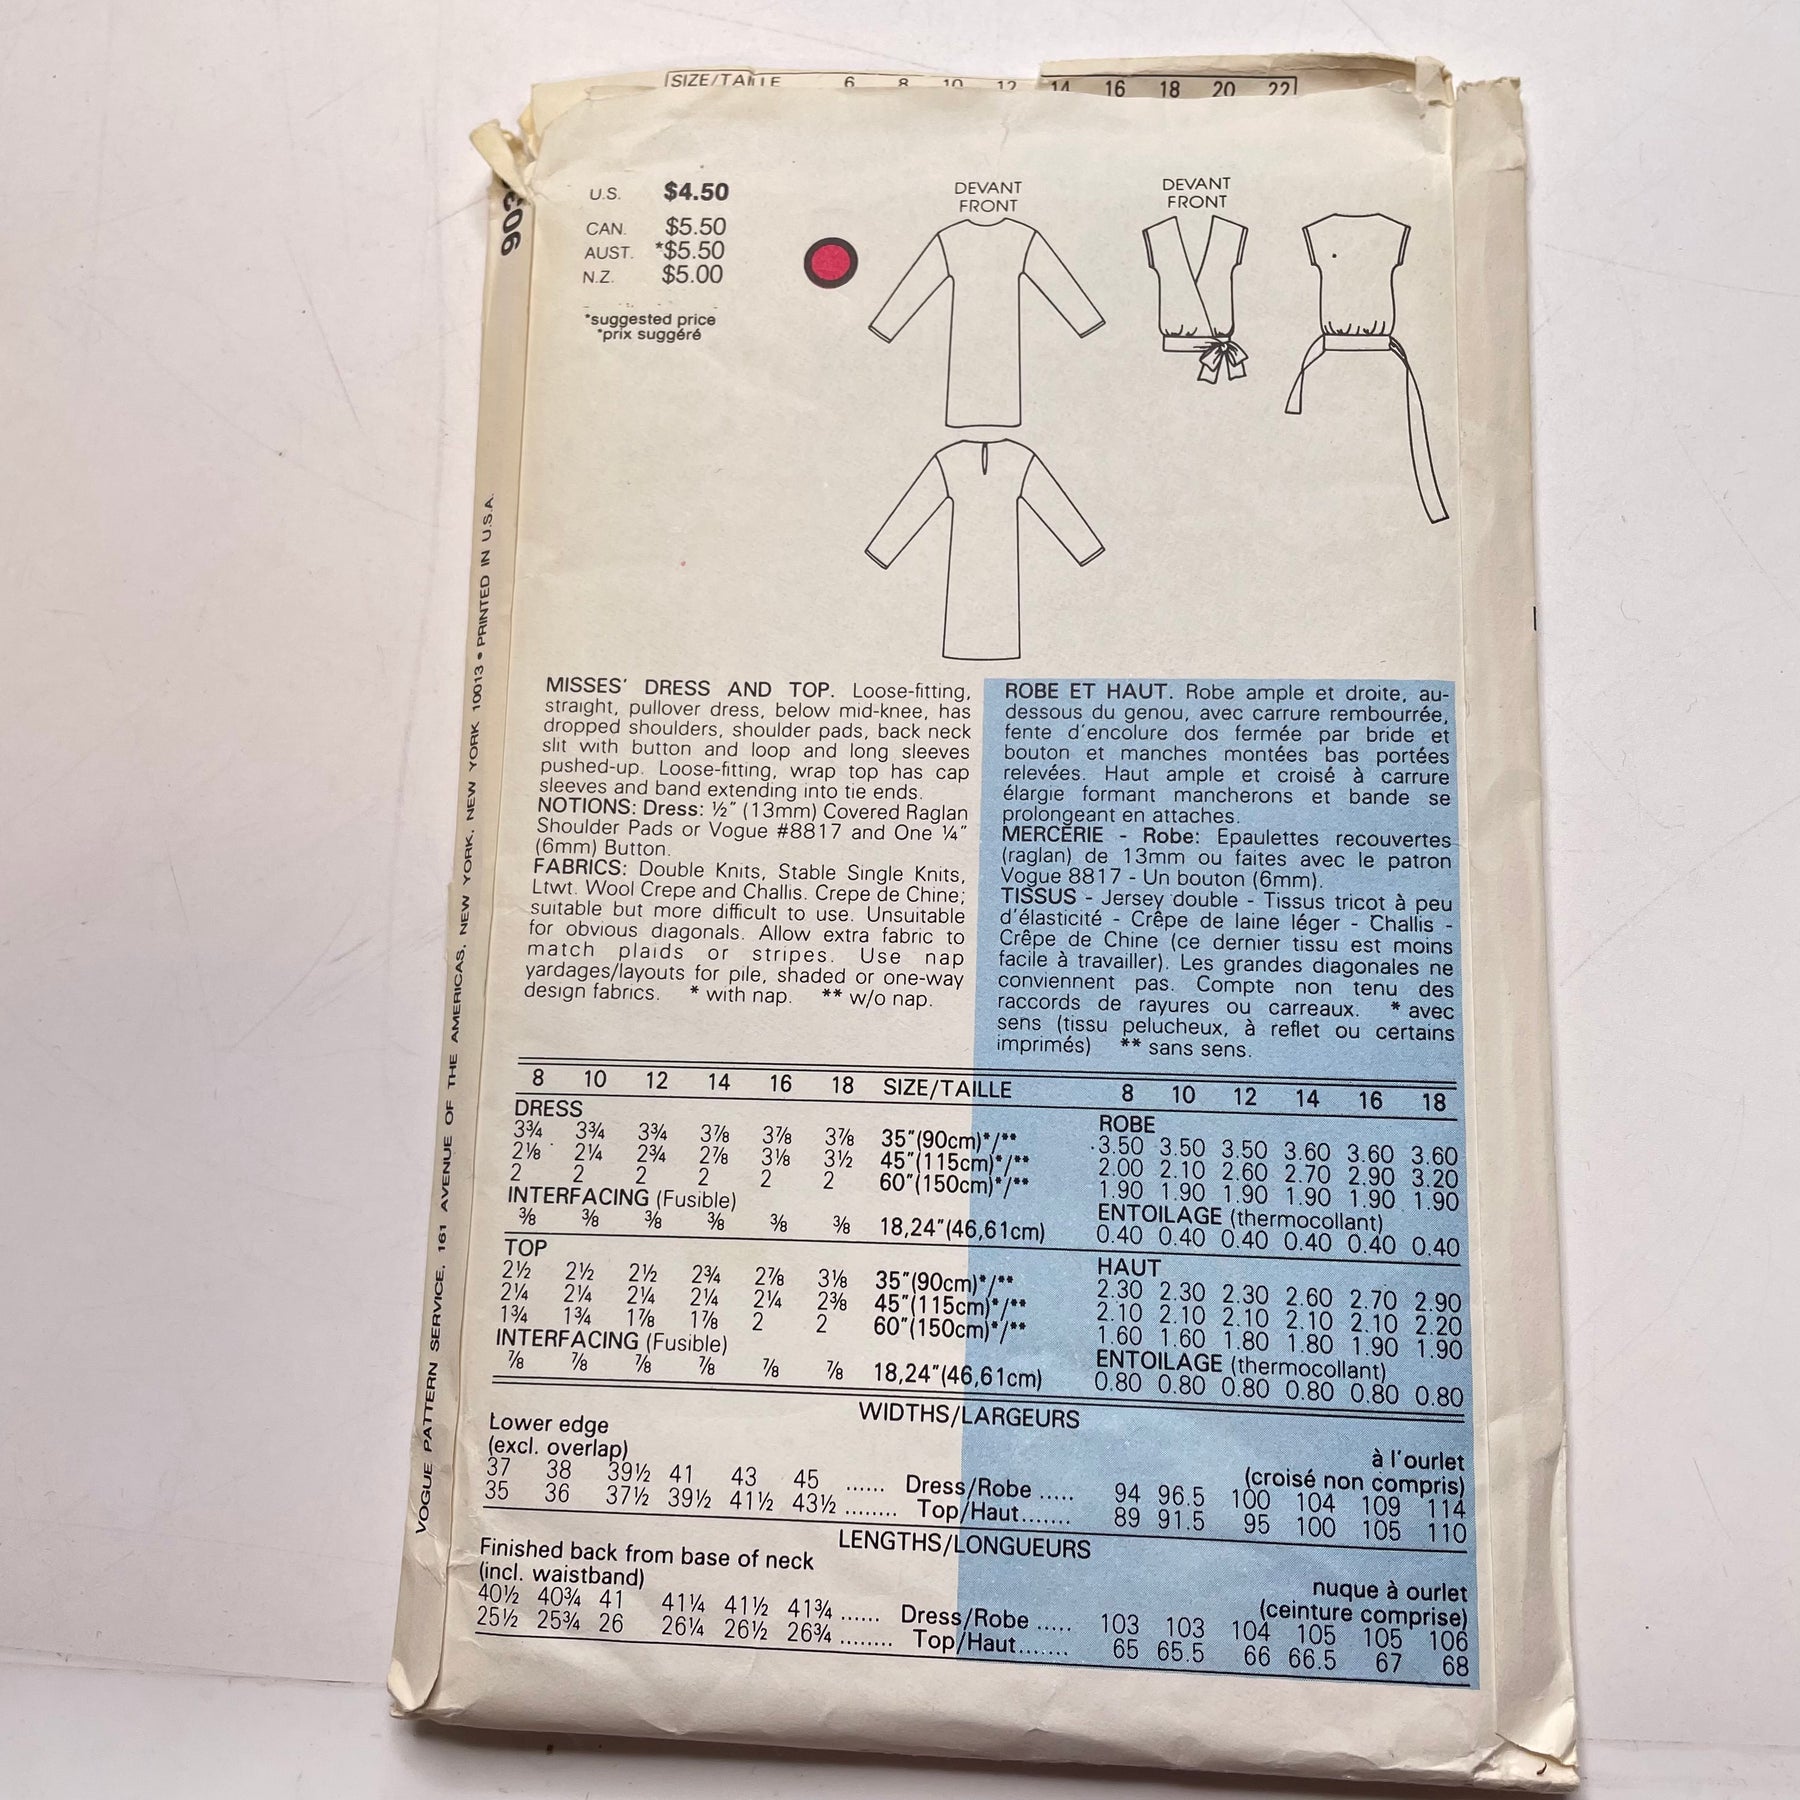 SIZE/TAILLE 6 8 10 12 14 16 18 20 22
U.S. $4.50
CAN. $5.50
AUST. *$5.50
N.Z. $5.00
*suggested price
*prix suggéré
DEVANT
FRONT
DEVANT
FRONT
VOGUE PATTERN SERVICE, 161 AVENUE OF THE AMERICAS, NEW YORK, NEW YORK 10013 • PRINTED IN U.S.A.
MISSES' DRESS AND TOP. Loose-fitting,
straight, pullover dress, below mid-knee, has
dropped shoulders, shoulder pads, back neck
slit with button and loop and long sleeves
pushed-up. Loose-fitting, wrap top has cap
sleeves and band extending into tie ends.
NOTIONS: Dress: ½" (13mm) Covered Raglan
Shoulder Pads or Vogue #8817 and One ¼"
(6mm) Button.
FABRICS: Double Knits, Stable Single Knits,
Ltwt. Wool Crepe and Challis. Crepe de Chine;
suitable but more difficult to use. Unsuitable
for obvious diagonals. Allow extra fabric to
match plaids or stripes. Use nap
yardages/layouts for pile, shaded or one-way
design fabrics. * with nap. ** w/o nap.
ROBE ET HAUT. Robe ample et droite, au-
dessous du genou, avec carrure rembourrée,
fente d'encolure dos fermée par bride et
bouton et manches montées bas portées
relevées. Haut ample et croisé à carrure
élargie formant mancherons et bande se
prolongeant en attaches.
MERCERIE - Robe: Epaulettes recouvertes
(raglan) de 13mm ou faites avec le patron
Vogue 8817 - Un bouton (6mm).
TISSUS - Jersey double - Tissus tricot à peu
d'élasticité - Crêpe de laine léger - Challis -
Crêpe de Chine (ce dernier tissu est moins
facile à travailler). Les grandes diagonales ne
conviennent pas. Compte non tenu des
raccords de rayures ou carreaux. * avec
sens (tissu pelucheux, à reflet ou certains
imprimés) ** sans sens.
8 10 12 14 16 18 SIZE/TAILLE 8 10 12 14 16 18
DRESS ROBE
3¾ 3¾ 3¾ 3⅞ 3⅞ 3⅞ 35"(90cm)*/** 3.50 3.50 3.50 3.60 3.60 3.60
2⅛ 2¼ 2¾ 2⅞ 3⅛ 3½ 45"(115cm)*/** 2.00 2.10 2.60 2.70 2.90 3.20
2 2 2 2 2 2 60"(150cm)*/** 1.90 1.90 1.90 1.90 1.90 1.90
INTERFACING (Fusible) ENTOILAGE (thermocollant)
⅜ ⅜ ⅜ ⅜ ⅜ ⅜ 18,24"(46,61cm) 0.40 0.40 0.40 0.40 0.40 0.40
TOP HAUT
2½ 2½ 2½ 2¾ 2⅞ 3⅛ 35"(90cm)*/** 2.30 2.30 2.30 2.60 2.70 2.90
2¼ 2¼ 2¼ 2¼ 2¼ 2⅜ 45"(115cm)*/** 2.10 2.10 2.10 2.10 2.10 2.20
1¾ 1¾ 1⅞ 1⅞ 2 2 60"(150cm)*/** 1.60 1.60 1.80 1.80 1.90 1.90
INTERFACING (Fusible) ENTOILAGE (thermocollant)
⅞ ⅞ ⅞ ⅞ ⅞ ⅞ 18,24"(46,61cm) 0.80 0.80 0.80 0.80 0.80 0.80
WIDTHS/LARGEURS
Lower edge à l'ourlet
(excl. overlap) (croisé non compris)
37 38 39½ 41 43 45 ...... Dress/Robe ..... 94 96.5 100 104 109 114
35 36 37½ 39½ 41½ 43½ ........ Top/Haut....... 89 91.5 95 100 105 110
LENGTHS/LONGUEURS
Finished back from base of neck nuque à ourlet
(incl. waistband) (ceinture comprise)
40½ 40¾ 41 41¼ 41½ 41¾ ...... Dress/Robe ..... 103 103 104 105 105 106
25½ 25¾ 26 26¼ 26½ 26¾ ........ Top/Haut....... 65 65.5 66 66.5 67 68